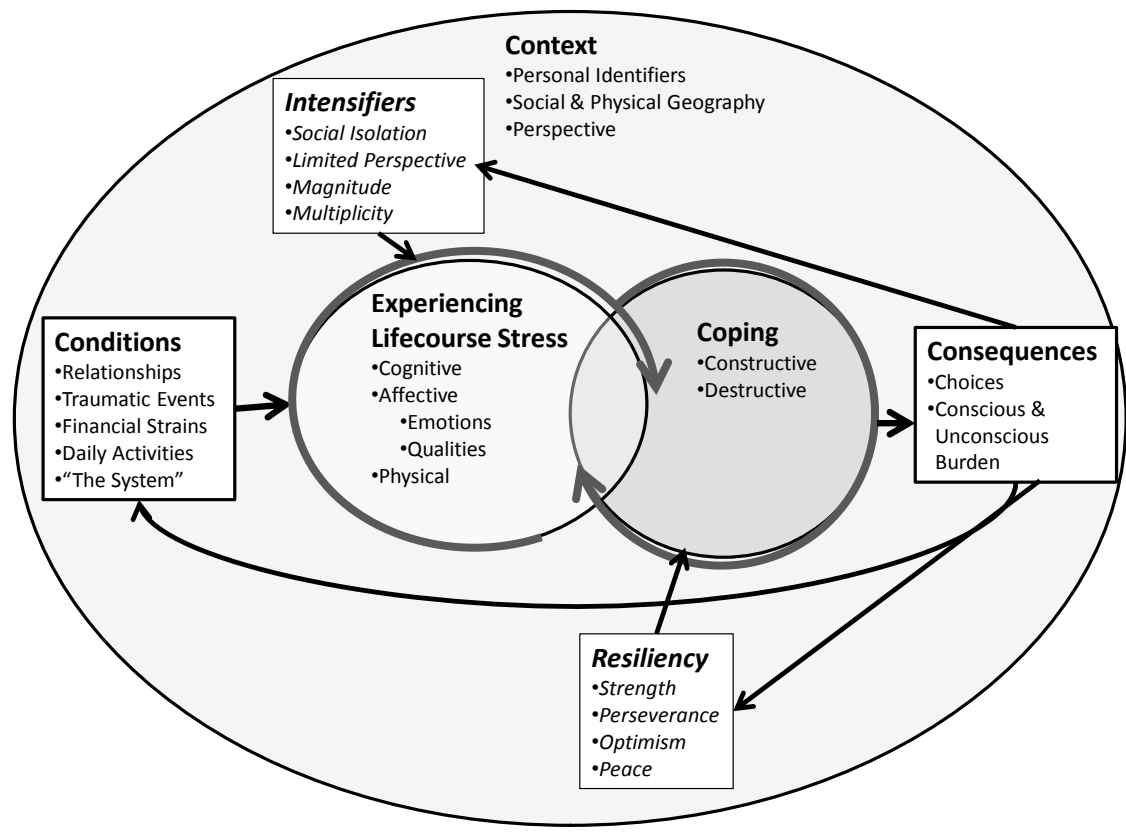 Context
•Personal Identifiers
•Social & Physical Geography
•Perspective
Intensifiers
•Social Isolation
•Limited Perspective
•Magnitude
•Multiplicity
Experiencing
Lifecourse Stress
•Cognitive
•Affective
•Emotions
•Qualities
•Physical
Coping
•Constructive
•Destructive
Conditions
•Relationships
•Traumatic Events
•Financial Strains
•Daily Activities
•“The System”
Consequences
•Choices
•Conscious &
Unconscious
Burden
Resiliency
•Strength
•Perseverance
•Optimism
•Peace